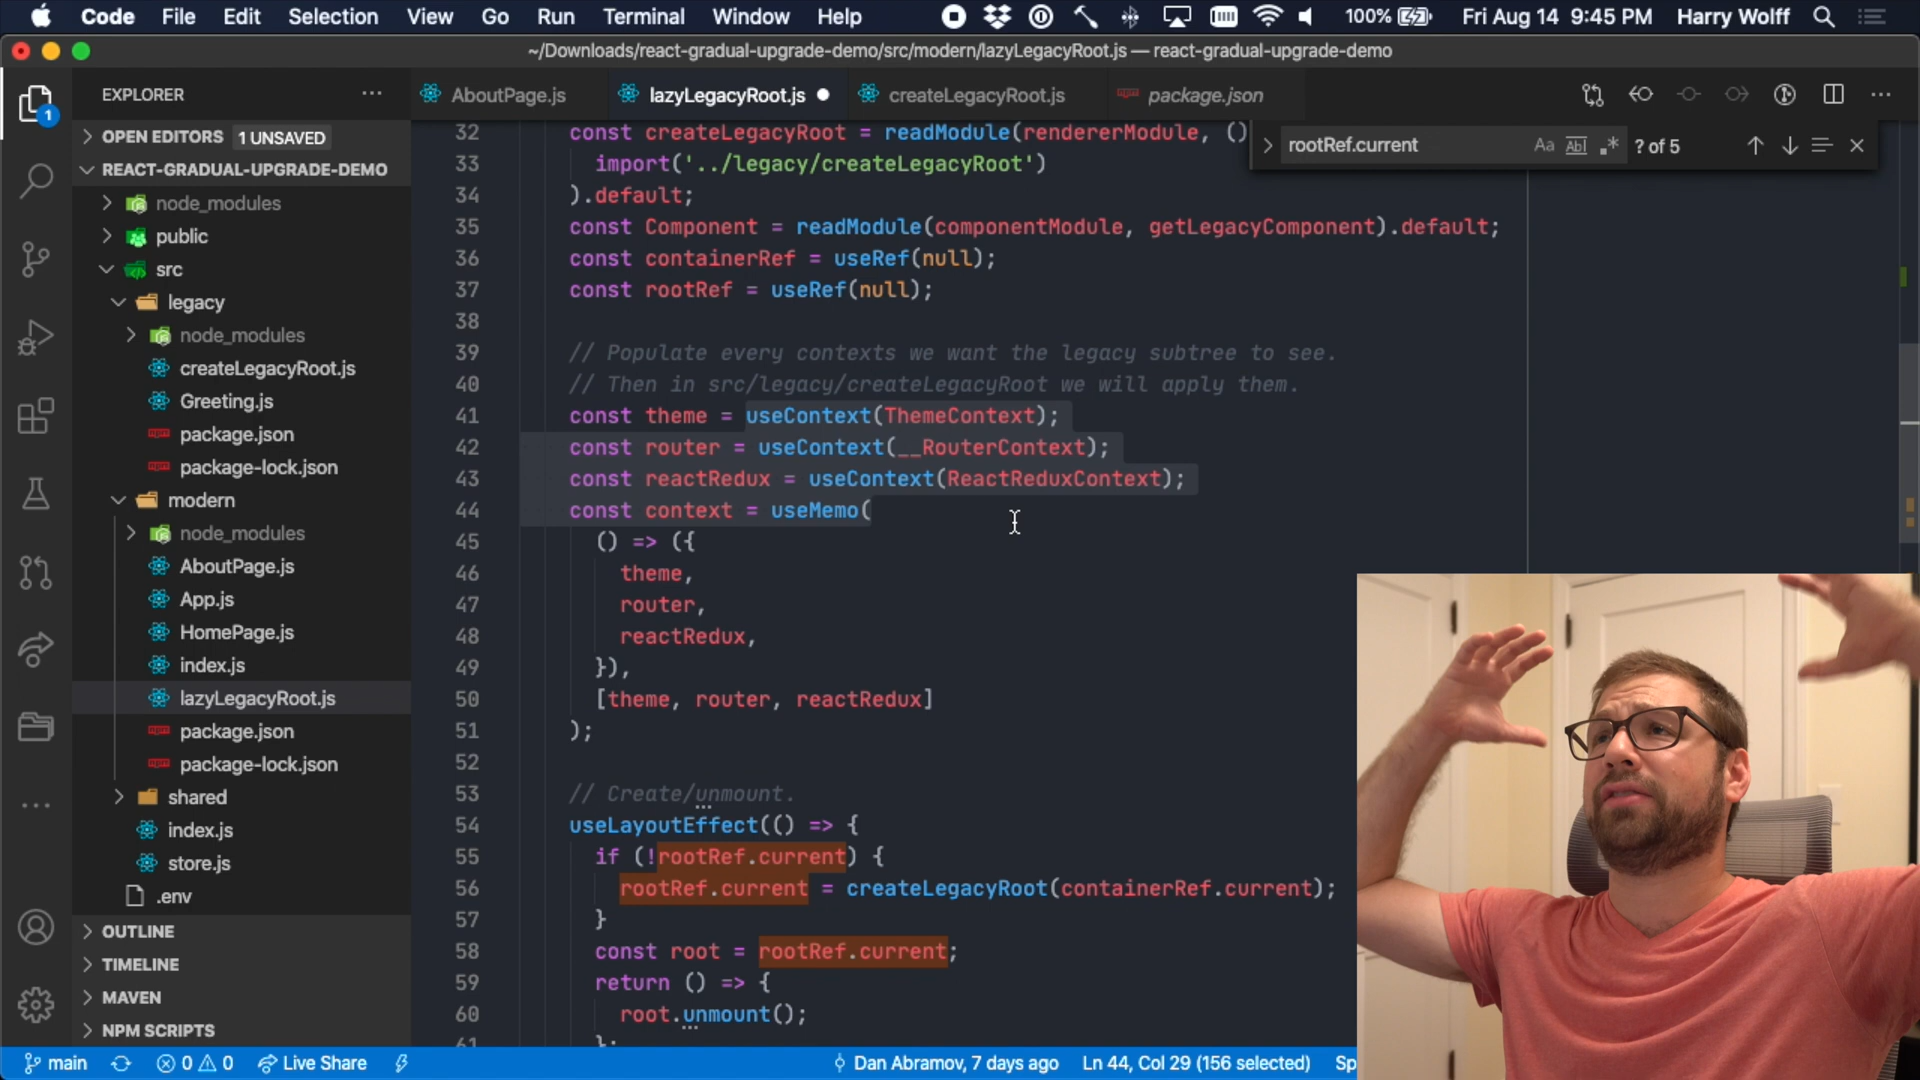 Code File Edit Selection View Go Run Terminal Window Help 100% Fri Aug 14 9:45 PM Harry Wolff
~/Downloads/react-gradual-upgrade-demo/src/modern/lazyLegacyRoot.js — react-gradual-upgrade-demo
EXPLORER
AboutPage.js lazyLegacyRoot.js createLegacyRoot.js package.json
OPEN EDITORS 1 UNSAVED
REACT-GRADUAL-UPGRADE-DEMO
node_modules
public
src
legacy
node_modules
createLegacyRoot.js
Greeting.js
package.json
package-lock.json
modern
node_modules
AboutPage.js
App.js
HomePage.js
index.js
lazyLegacyRoot.js
package.json
package-lock.json
shared
index.js
store.js
.env
OUTLINE
TIMELINE
MAVEN
NPM SCRIPTS
1
rootRef.current Aa Abl .* ? of 5
32 const createLegacyRoot = readModule(rendererModule, ()
33 import('../legacy/createLegacyRoot')
34 ).default;
35 const Component = readModule(componentModule, getLegacyComponent).default;
36 const containerRef = useRef(null);
37 const rootRef = useRef(null);
38
39 // Populate every contexts we want the legacy subtree to see.
40 // Then in src/legacy/createLegacyRoot we will apply them.
41 const theme = useContext(ThemeContext);
42 const router = useContext(__RouterContext);
43 const reactRedux = useContext(ReactReduxContext);
44 const context = useMemo(
45 () => ({
46 theme,
47 router,
48 reactRedux,
49 }),
50 [theme, router, reactRedux]
51 );
52
53 // Create/unmount.
54 useLayoutEffect(() => {
55 if (!rootRef.current) {
56 rootRef.current = createLegacyRoot(containerRef.current);
57 }
58 const root = rootRef.current;
59 return () => {
60 root.unmount();
61 };
main 0 0 Live Share Dan Abramov, 7 days ago Ln 44, Col 29 (156 selected) Sp